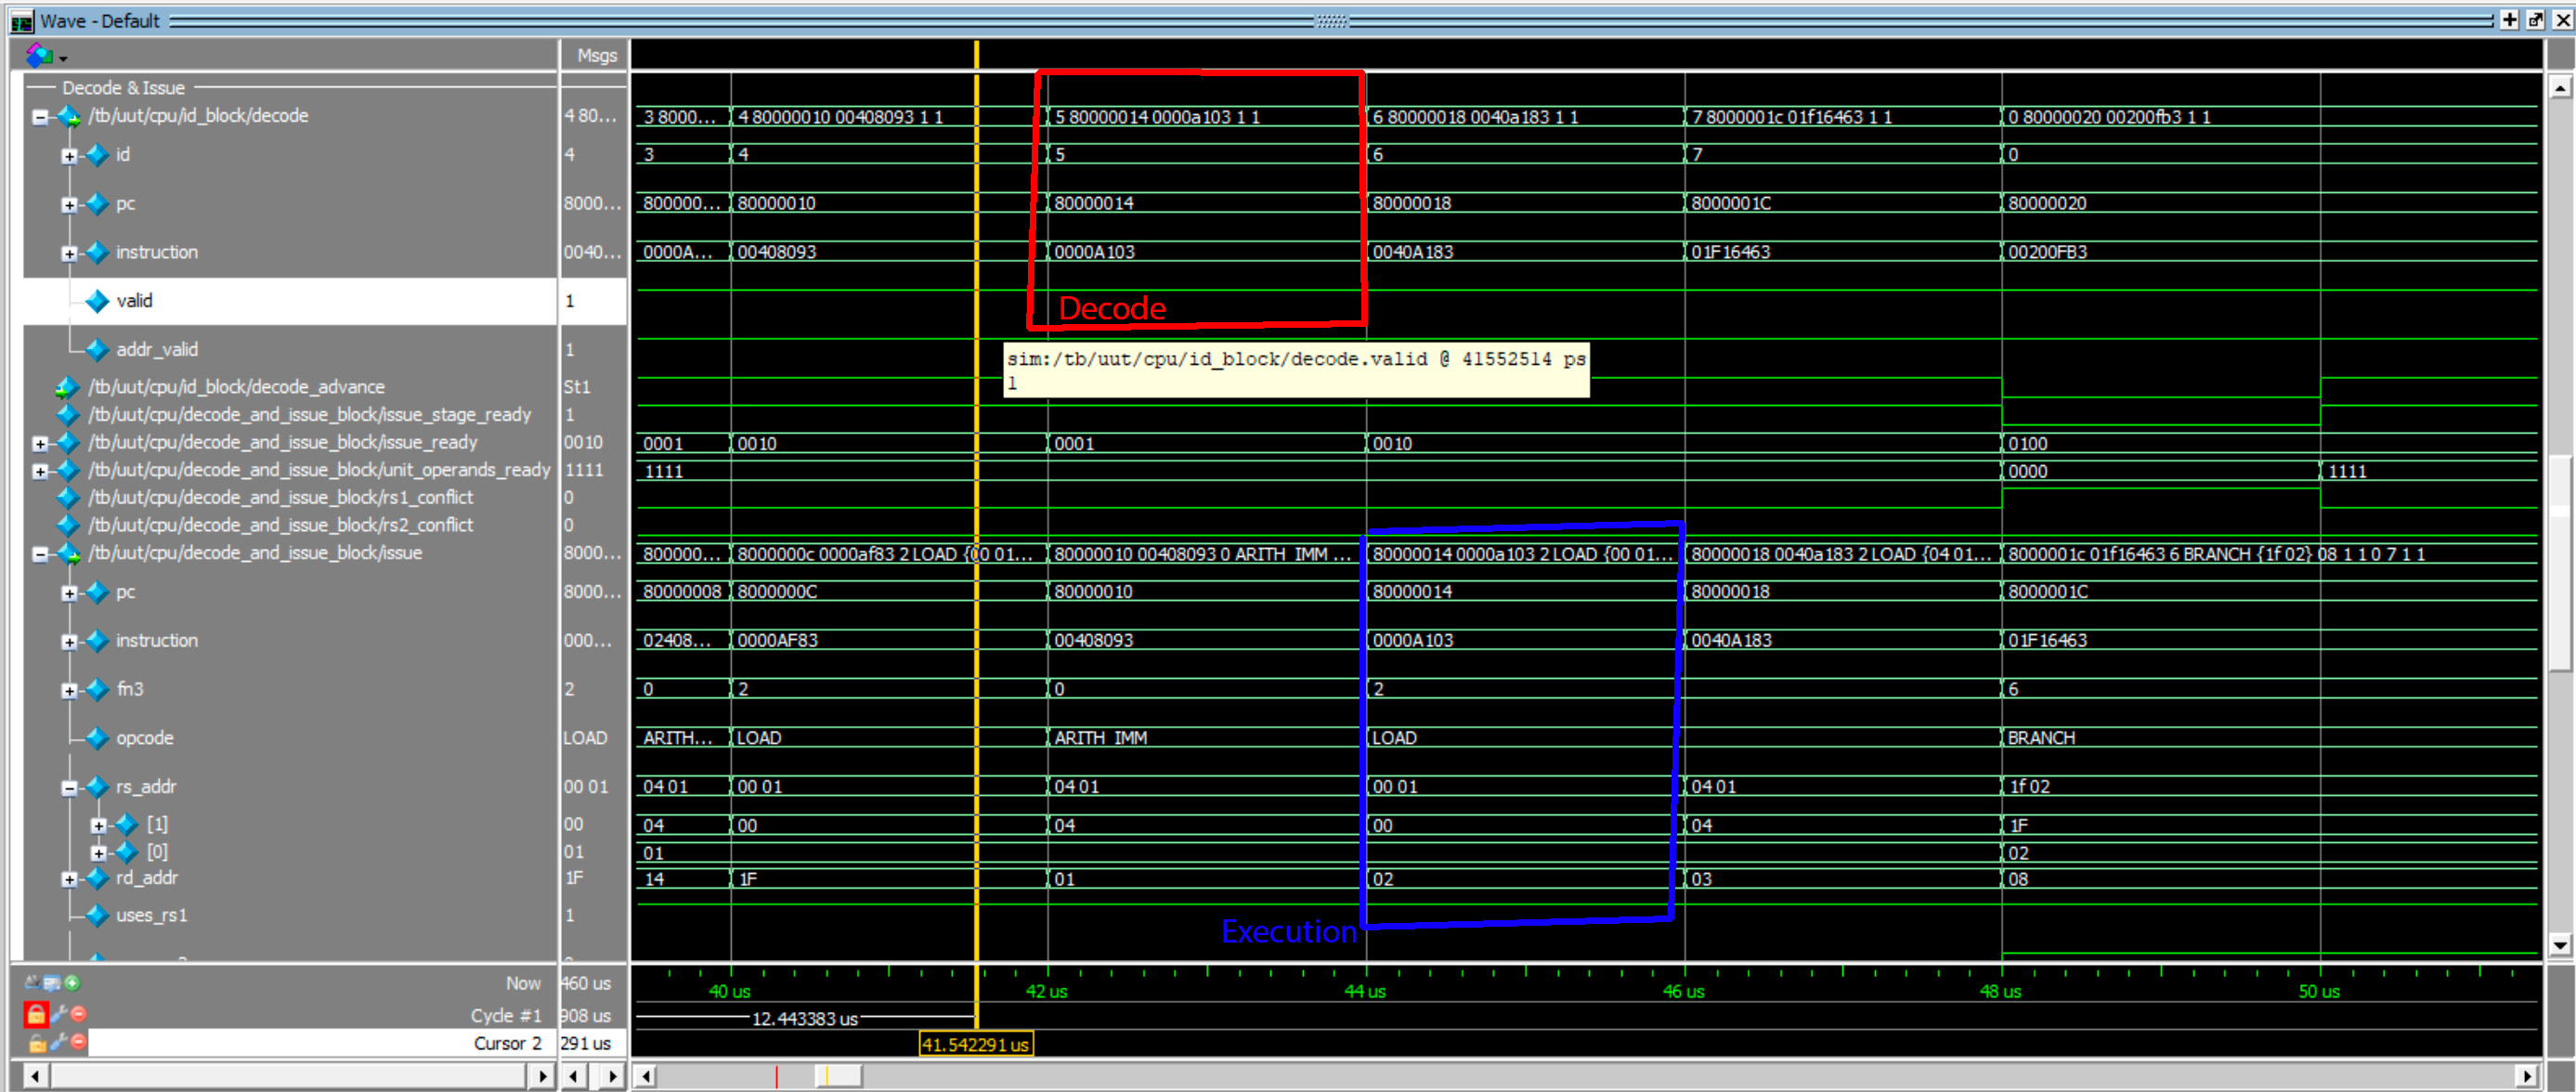 Wave - Default
Msgs
Decode & Issue
/tb/uut/cpu/id_block/decode 4 80... 3 8000... 4 80000010 00408093 1 1 5 80000014 0000a103 1 1 6 80000018 0040a183 1 1 7 8000001c 01f16463 1 1 0 80000020 00200fb3 1 1
id 4 3 4 5 6 7 0
pc 8000... 800000... 80000010 80000014 80000018 8000001C 80000020
instruction 0040... 0000A... 00408093 0000A103 0040A183 01F16463 00200FB3
valid 1
Decode
addr_valid 1
sim:/tb/uut/cpu/id_block/decode.valid @ 41552514 ps
1
/tb/uut/cpu/id_block/decode_advance St1
/tb/uut/cpu/decode_and_issue_block/issue_stage_ready 1
/tb/uut/cpu/decode_and_issue_block/issue_ready 0010 0001 0010 0001 0010 0100
/tb/uut/cpu/decode_and_issue_block/unit_operands_ready 1111 1111 0000 1111
/tb/uut/cpu/decode_and_issue_block/rs1_conflict 0
/tb/uut/cpu/decode_and_issue_block/rs2_conflict 0
/tb/uut/cpu/decode_and_issue_block/issue 8000... 800000... 8000000c 0000af83 2 LOAD {00 01... 80000010 00408093 0 ARITH_IMM ... 80000014 0000a103 2 LOAD {00 01... 80000018 0040a183 2 LOAD {04 01... 8000001c 01f16463 6 BRANCH {1f 02} 08 1 1 0 7 1 1
pc 8000... 80000008 8000000C 80000010 80000014 80000018 8000001C
instruction 000... 02408... 0000AF83 00408093 0000A103 0040A183 01F16463
fn3 2 0 2 0 2 6
opcode LOAD ARITH... LOAD ARITH_IMM LOAD BRANCH
rs_addr 00 01 04 01 00 01 04 01 00 01 04 01 1f 02
[1] 00 04 00 04 00 04 1F
[0] 01 01 02
rd_addr 1F 14 1F 01 02 03 08
uses_rs1 1
Execution
Now 460 us 40 us 42 us 44 us 46 us 48 us 50 us
Cycle #1 908 us 12.443383 us
Cursor 2 291 us 41.542291 us